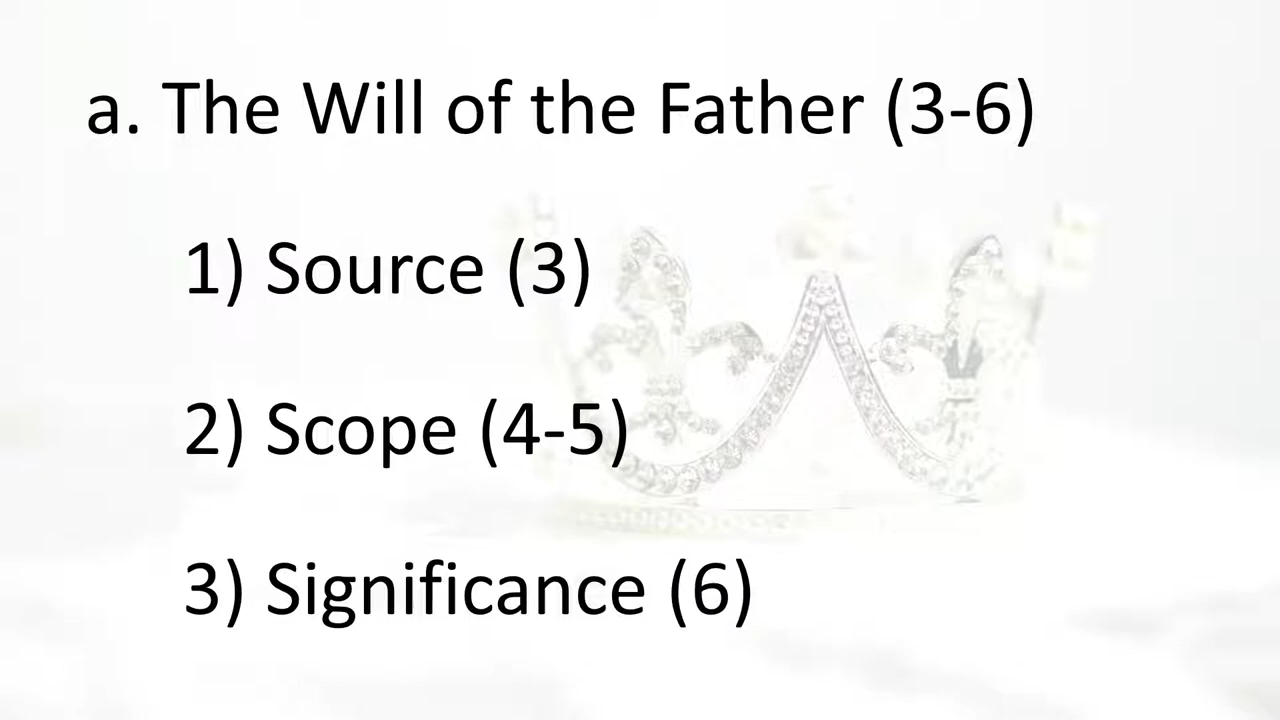 a. The Will of the Father (3-6)
1) Source (3)
2) Scope (4-5)
3) Significance (6)